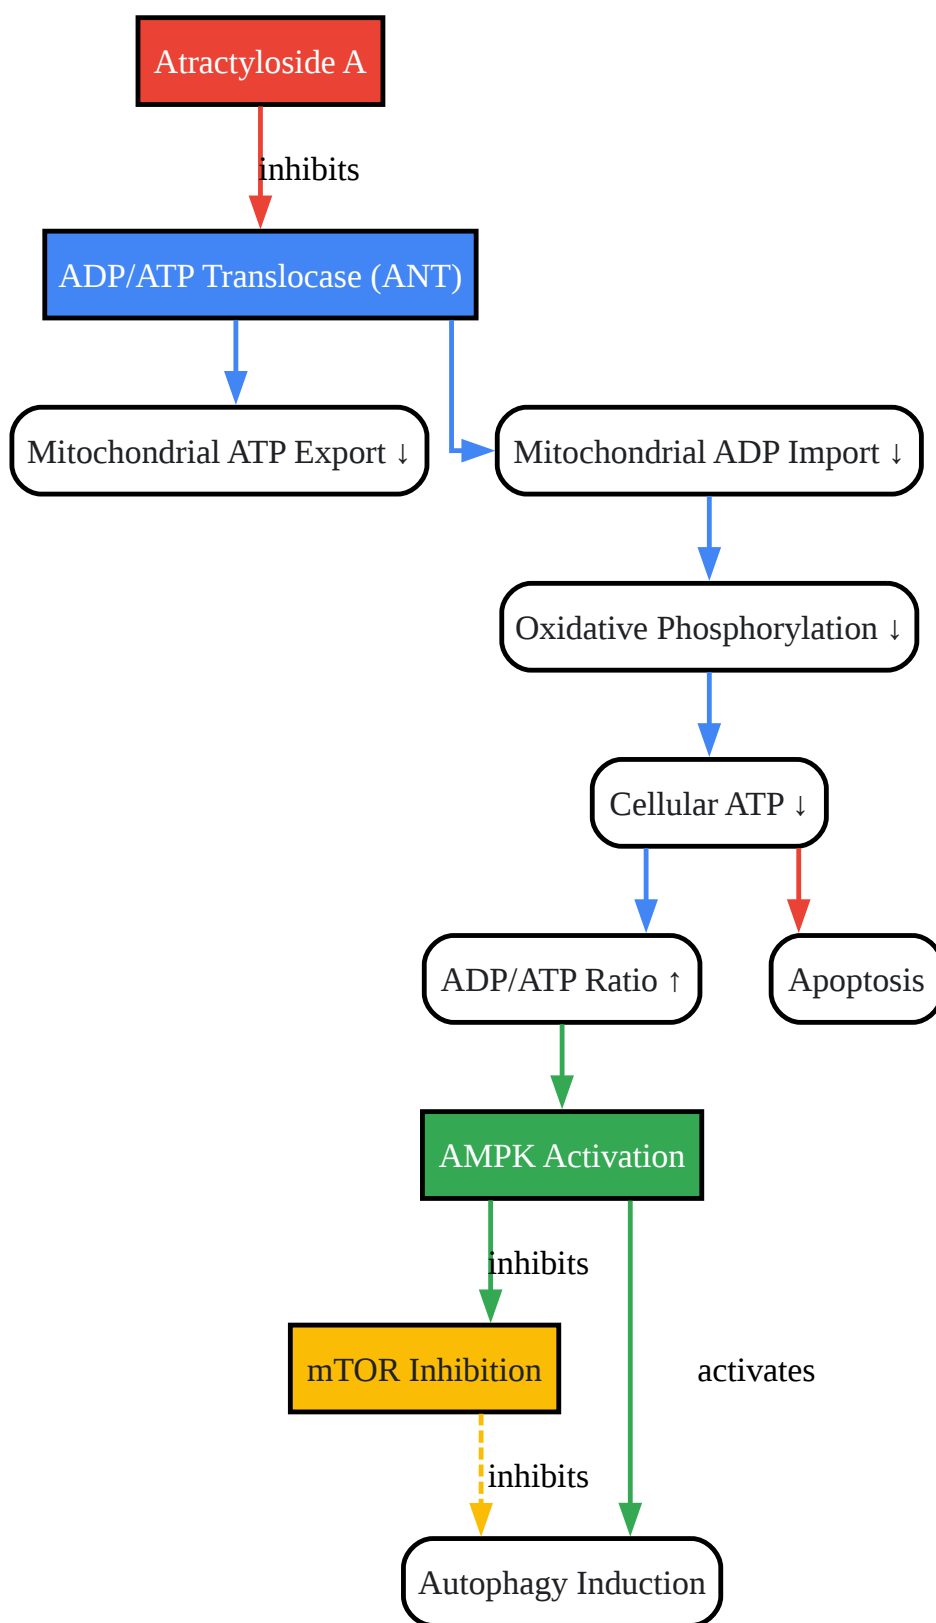 Atractyloside A
inhibits
ADP/ATP Translocase (ANT)
Mitochondrial ATP Export ↓
Mitochondrial ADP Import ↓
Oxidative Phosphorylation ↓
Cellular ATP ↓
ADP/ATP Ratio ↑
Apoptosis
AMPK Activation
inhibits
mTOR Inhibition
activates
inhibits
Autophagy Induction